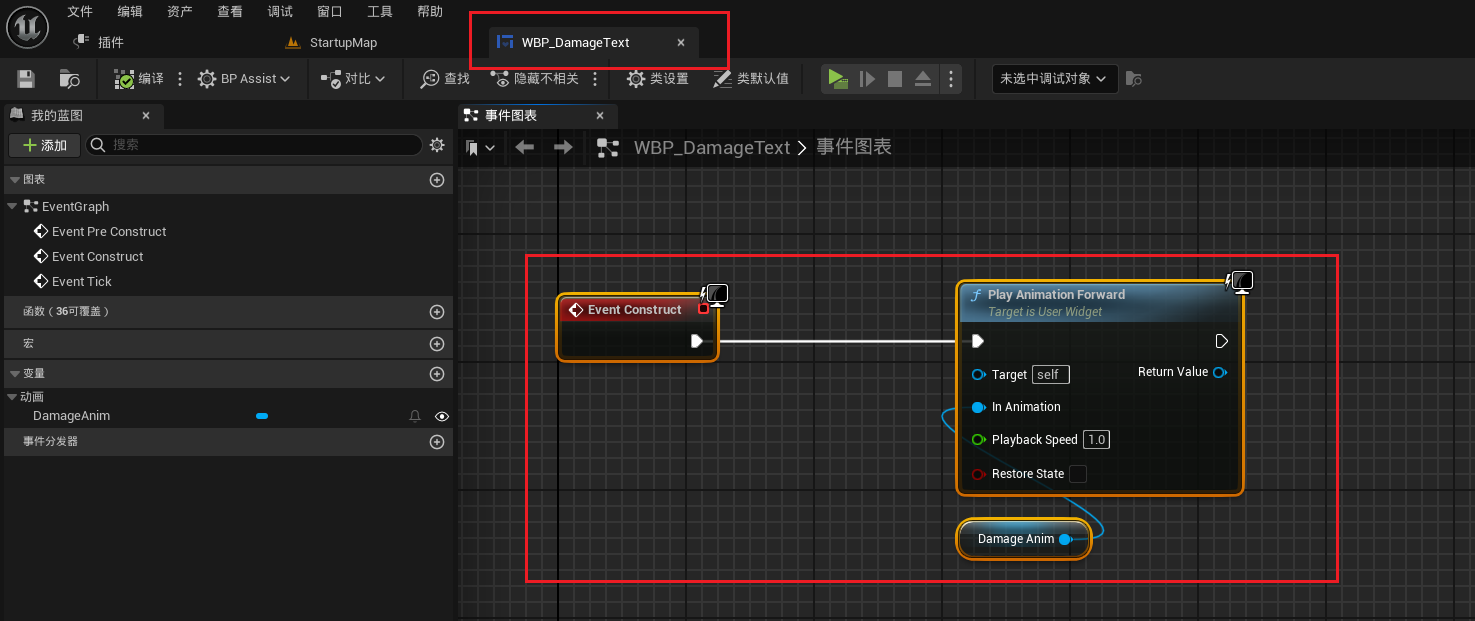 文件 编辑 资产 查看 调试 窗口 工具 帮助
插件 StartupMap WBP_DamageText
编译 BP Assist 对比 查找 隐藏不相关 类设置 类默认值 未选中调试对象
我的蓝图 事件图表
添加 搜索 WBP_DamageText 事件图表
图表
EventGraph
Event Pre Construct
Event Construct
Event Tick
函数（36可覆盖）
宏
变量
动画
DamageAnim
事件分发器
Event Construct
Play Animation Forward
Target is User Widget
Target self Return Value
In Animation
Playback Speed 1.0
Restore State
Damage Anim